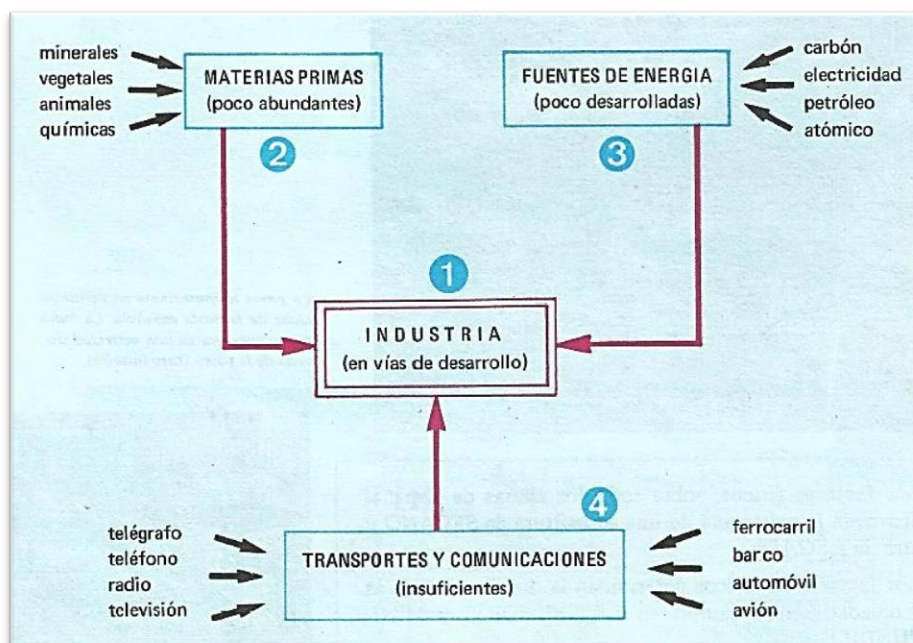 minerales
vegetales
animales
químicas
MATERIAS PRIMAS
(poco abundantes)
2
FUENTES DE ENERGIA
(poco desarrolladas)
3
carbón
electricidad
petróleo
atómico
1
INDUSTRIA
(en vías de desarrollo)
4
telégrafo
teléfono
radio
televisión
TRANSPORTES Y COMUNICACIONES
(insuficientes)
ferrocarril
barco
automóvil
avión